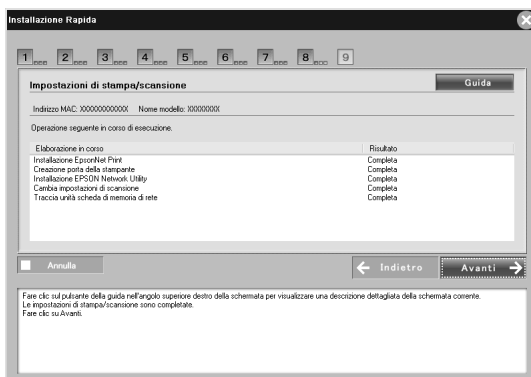 Installazione Rapida
1 2 3 4 5 6 7 8 9
Impostazioni di stampa/scansione Guida
Indirizzo MAC: XXXXXXXXXXXX Nome modello: XXXXXXXX
Operazione seguente in corso di esecuzione.
Elaborazione in corso Risultato
Installazione EpsonNet Print Completa
Creazione porta della stampante Completa
Installazione EPSON Network Utility Completa
Cambia impostazioni di scansione Completa
Traccia unità scheda di memoria di rete Completa
Annulla Indietro Avanti
Fare clic sul pulsante della guida nell'angolo superiore destro della schermata per visualizzare una descrizione dettagliata della schermata corrente.
Le impostazioni di stampa/scansione sono completate.
Fare clic su Avanti.